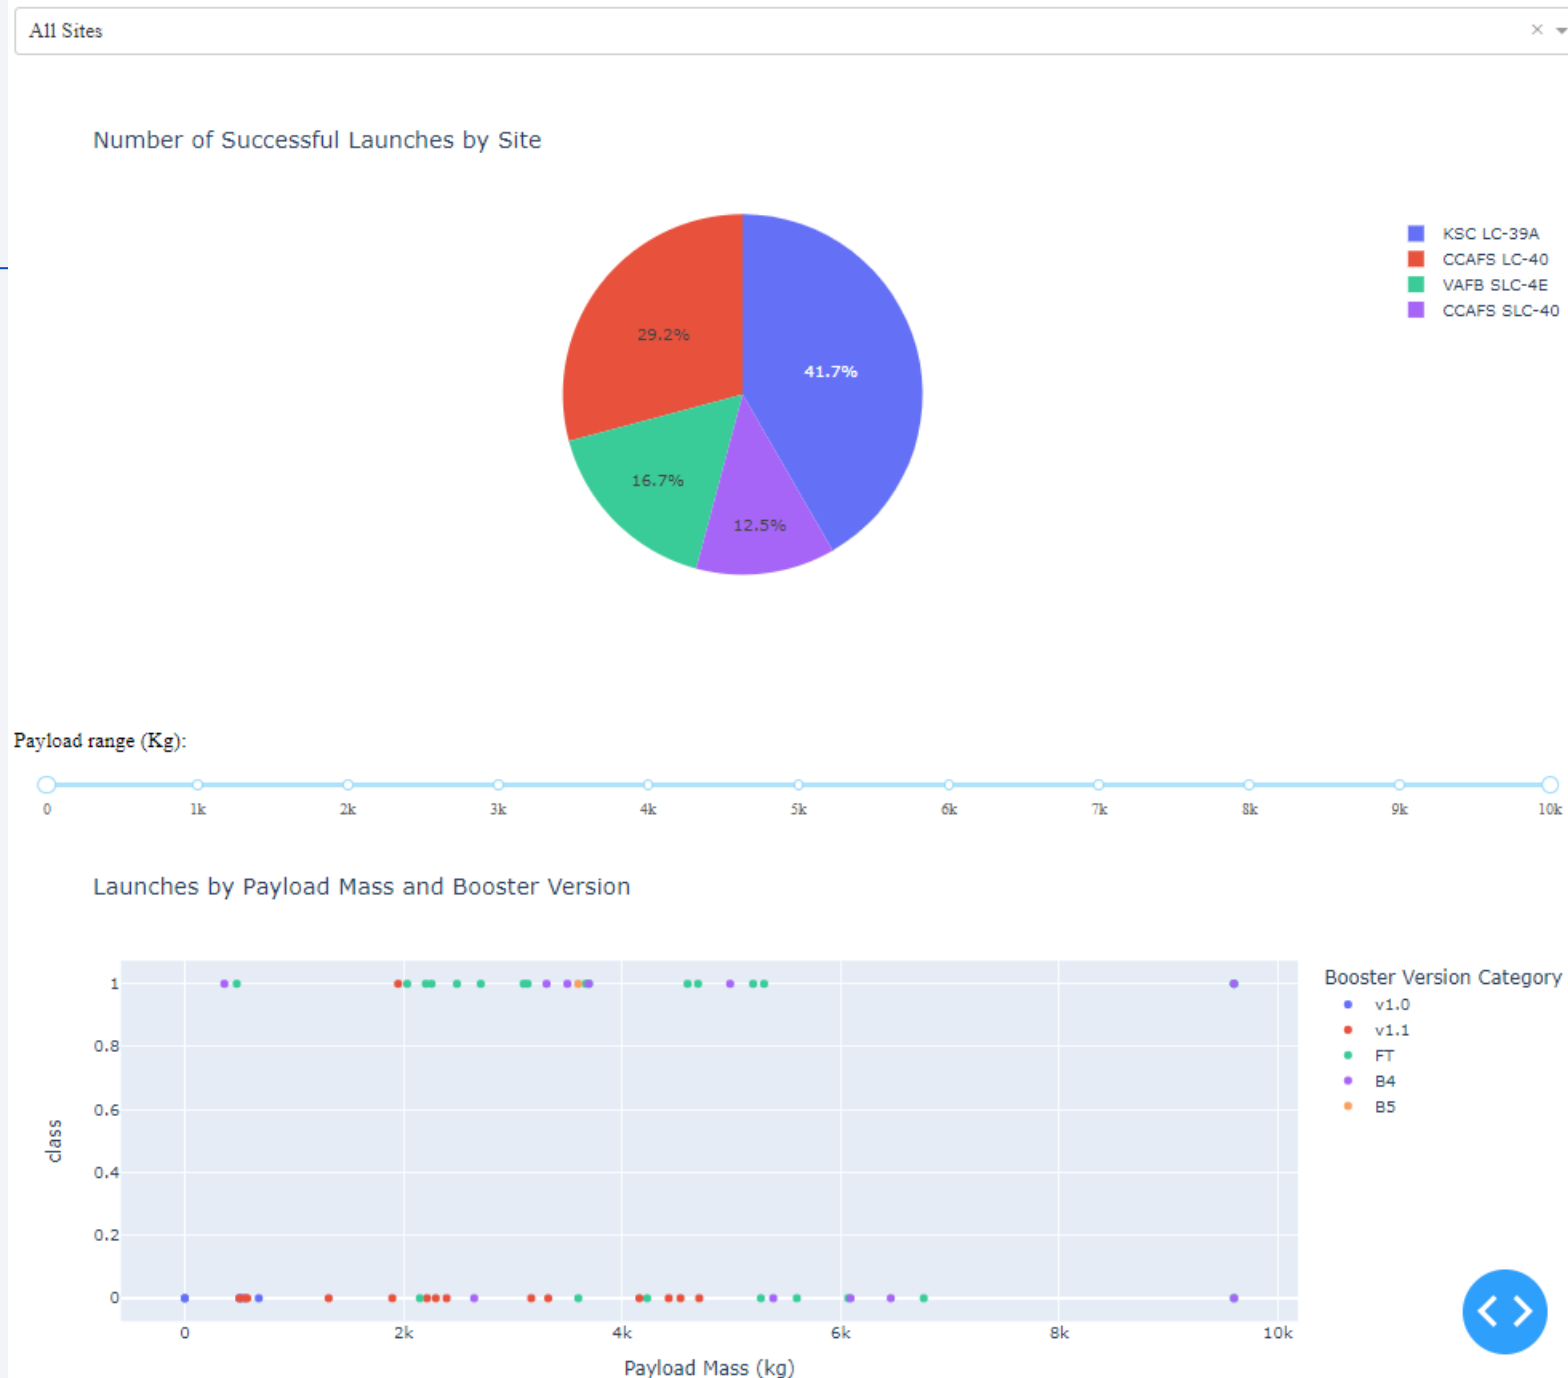 All Sites
Number of Successful Launches by Site
KSC LC-39A
CCAFS LC-40
VAFB SLC-4E
CCAFS SLC-40
29.2%
41.7%
16.7%
12.5%
Payload range (Kg):
0 1k 2k 3k 4k 5k 6k 7k 8k 9k 10k
Launches by Payload Mass and Booster Version
Booster Version Category
v1.0
v1.1
FT
B4
B5
1
0.8
0.6
0.4
0.2
0
class
0 2k 4k 6k 8k 10k
Payload Mass (kg)